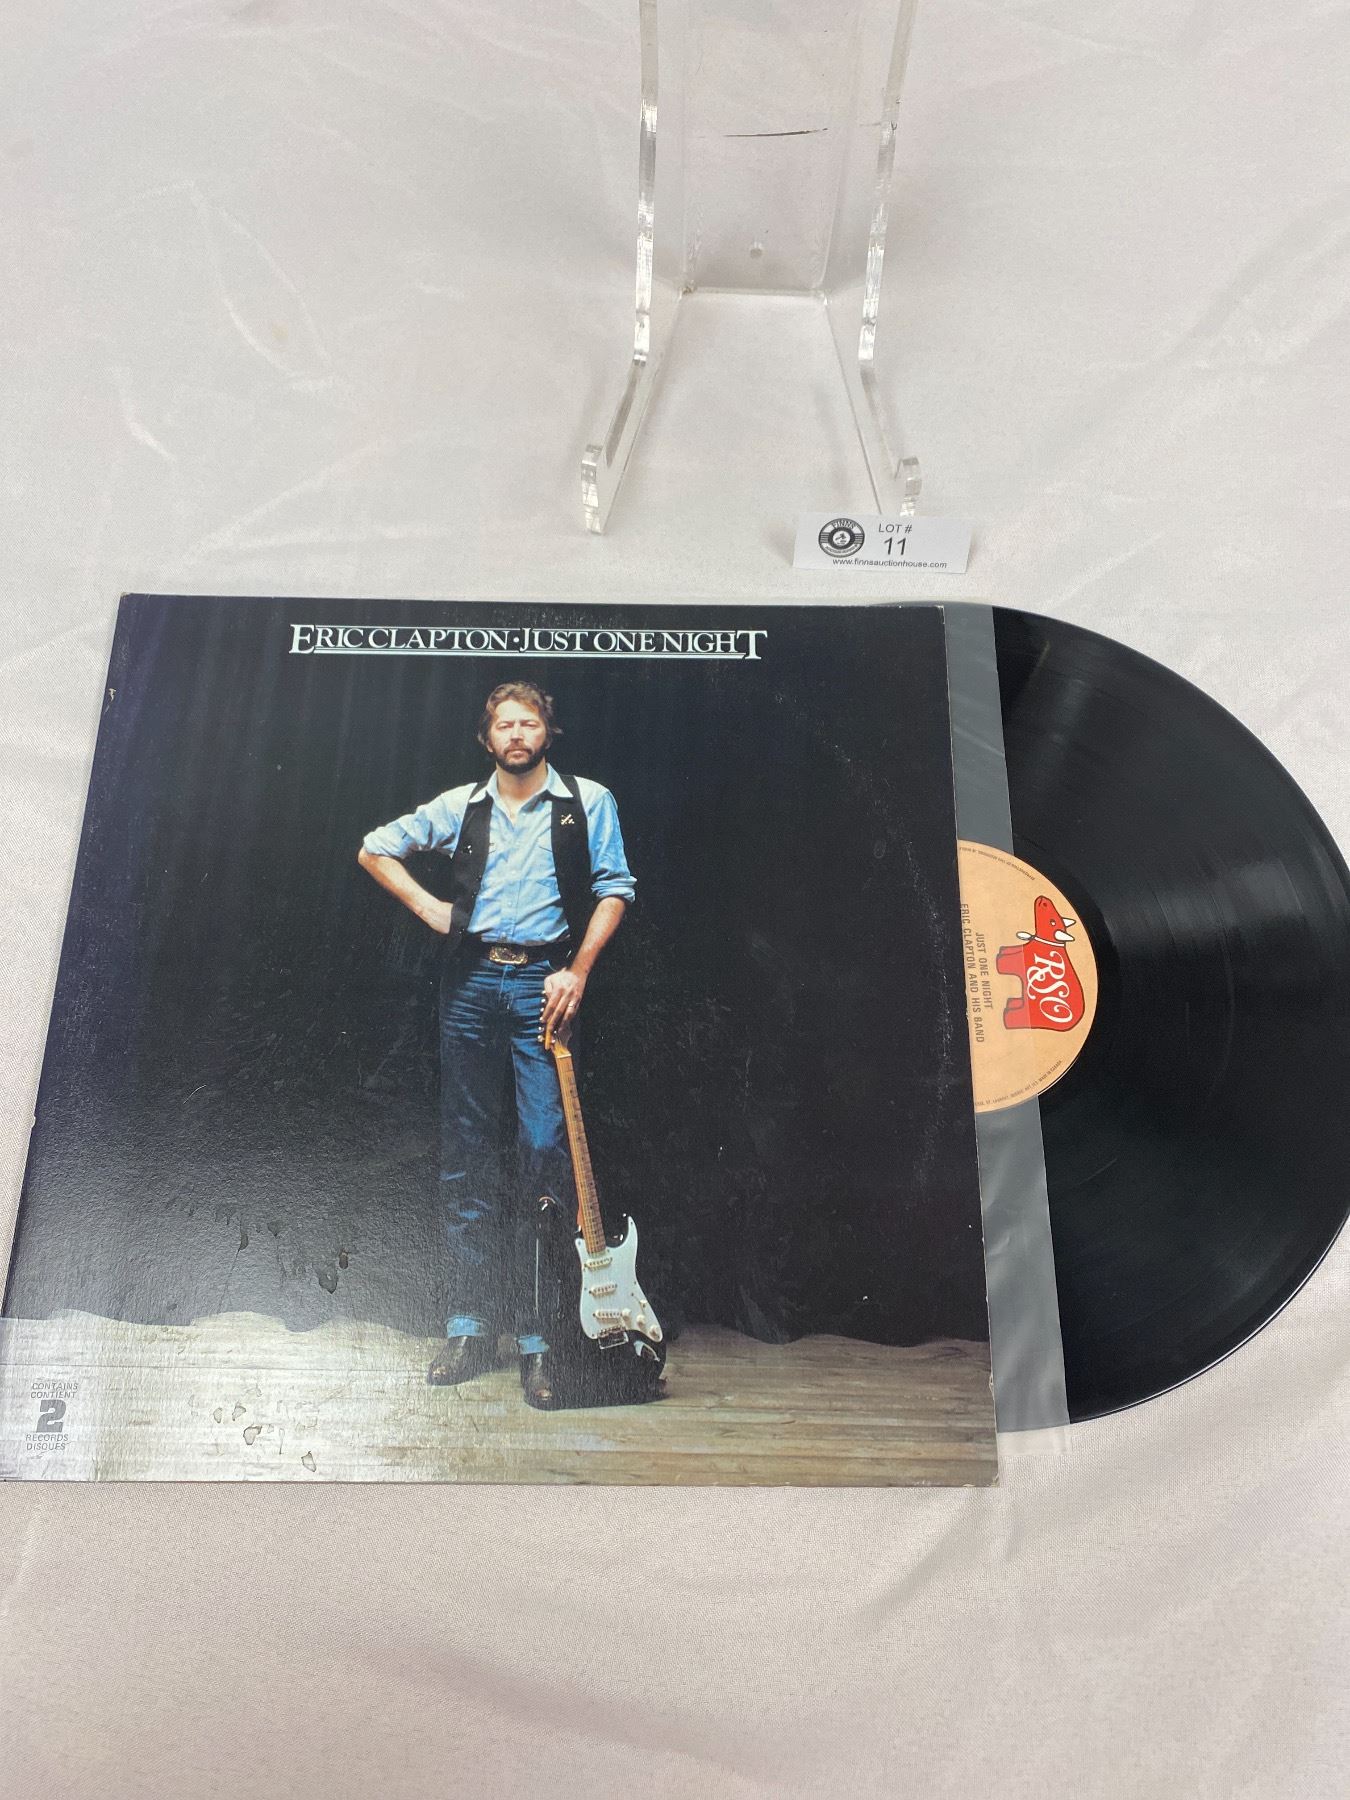 FINNS
LOT #
11
www.finnsauctionhouse.com
ERIC CLAPTON • JUST ONE NIGHT
RSO
JUST ONE NIGHT
ERIC CLAPTON AND HIS BAND
CONTAINS
CONTIENT
2
RECORDS
DISQUES